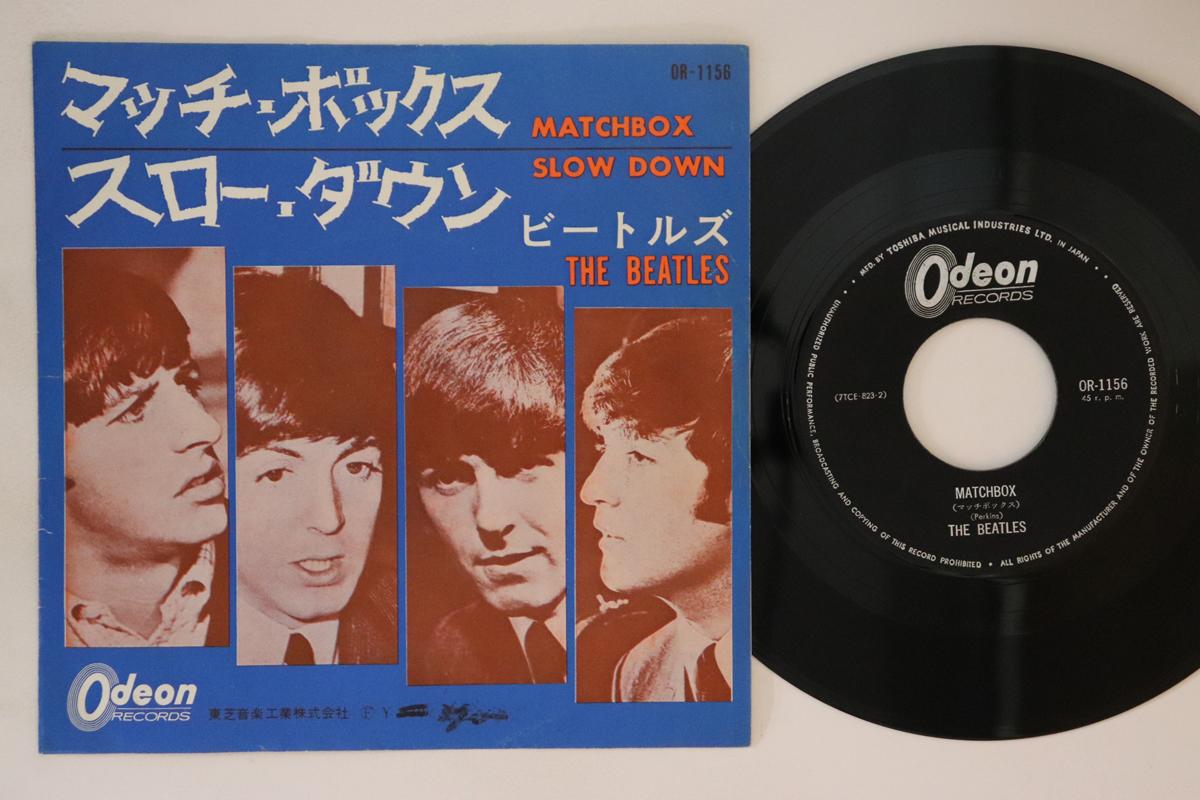 マッチ・ボックス
OR-1156
MATCHBOX
スロー・ダウン
SLOW DOWN
ビートルズ
THE BEATLES
Odeon
RECORDS
東芝音楽工業株式会社 Ⓕ ¥
MFD. BY TOSHIBA MUSICAL INDUSTRIES LTD. IN JAPAN
Odeon
RECORDS
(7TCE-823-2)
OR-1156
45 r. p. m.
MATCHBOX
(マッチボックス)
(Perkins)
THE BEATLES
UNAUTHORIZED PUBLIC PERFORMANCE, BROADCASTING AND COPYING OF THIS RECORD PROHIBITED • ALL RIGHTS OF THE MANUFACTURER AND OF THE OWNER OF THE RECORDED WORK ARE RESERVED